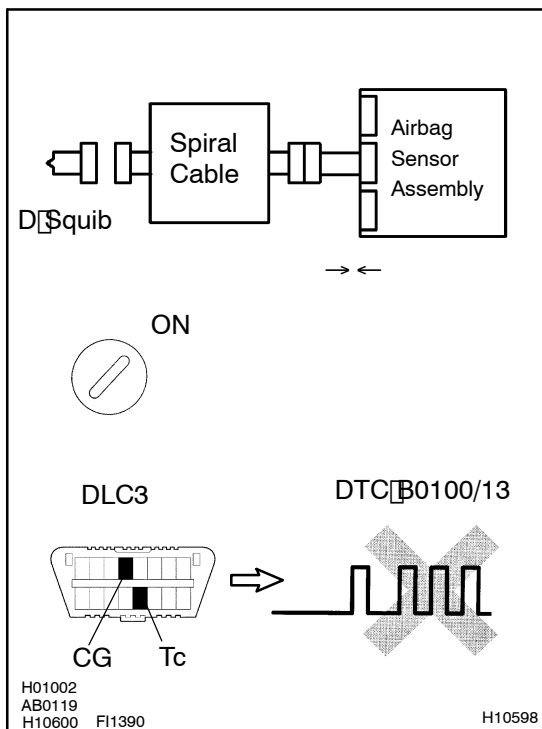 Spiral
Cable
Airbag
Sensor
Assembly
D▯Squib
ON
DLC3
DTC▯B0100/13
CG
Tc
H01002
AB0119
H10600 FI1390
H10598